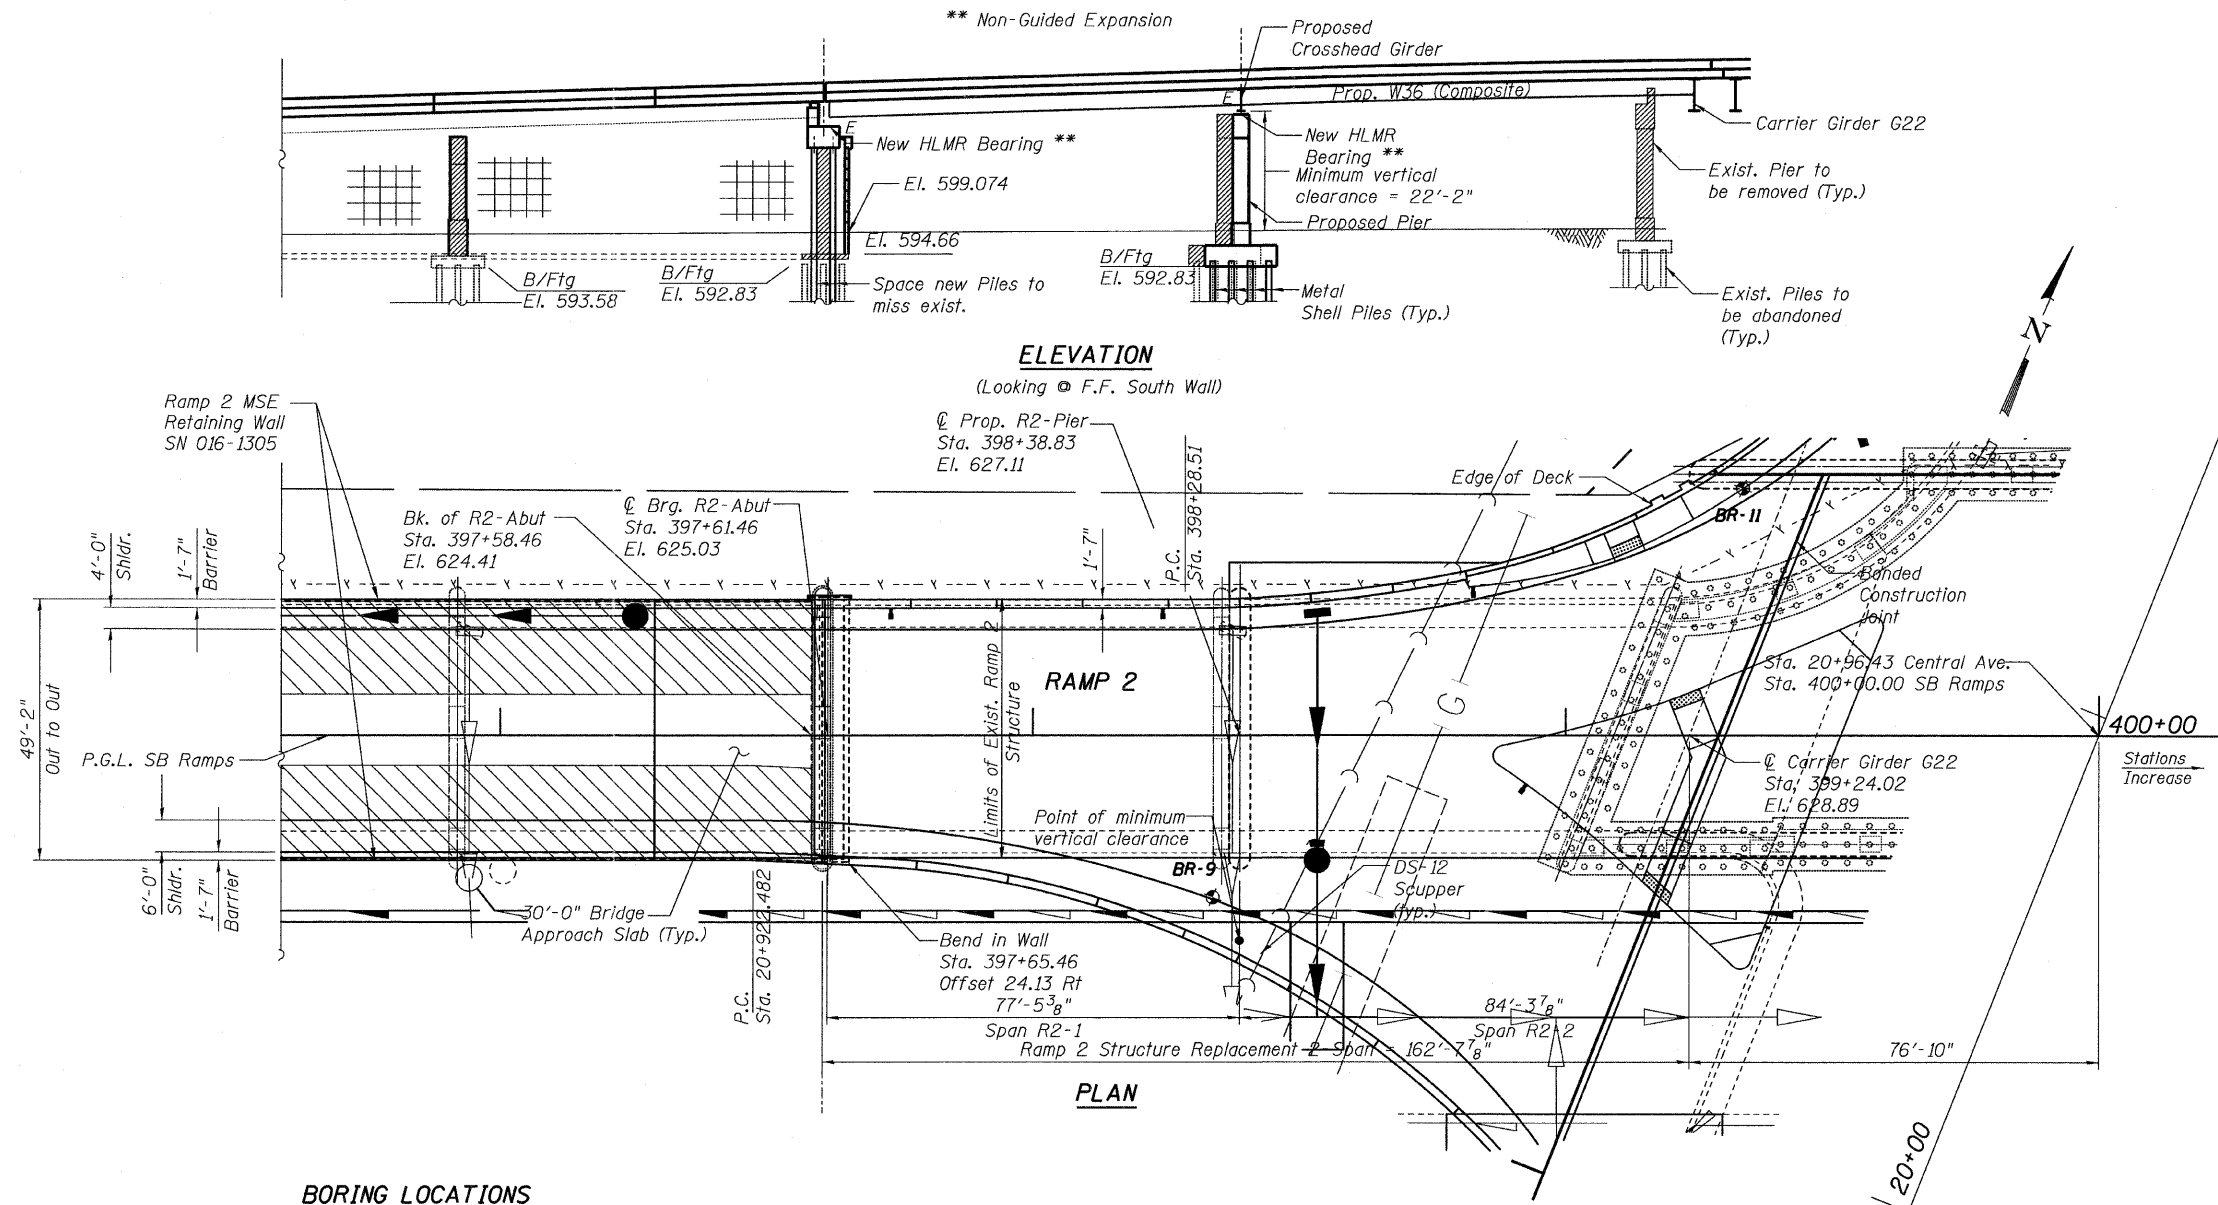 ** Non-Guided Expansion
Proposed
Crosshead Girder
Prop. W36 (Composite)
E
E
New HLMR Bearing **
El. 599.074
El. 594.66
New HLMR
Bearing **
Minimum vertical
clearance = 22'-2"
Proposed Pier
Carrier Girder G22
Exist. Pier to
be removed (Typ.)
B/Ftg
El. 593.58
B/Ftg
El. 592.83
Space new Piles to
miss exist.
B/Ftg
El. 592.83
Metal
Shell Piles (Typ.)
Exist. Piles to
be abandoned
(Typ.)
N
ELEVATION
(Looking @ F.F. South Wall)
Ramp 2 MSE
Retaining Wall
SN 016-1305
℄ Prop. R2-Pier
Sta. 398+38.83
El. 627.11
P.C.
Sta. 398+28.51
Edge of Deck
BR-11
Bk. of R2-Abut
Sta. 397+58.46
El. 624.41
℄ Brg. R2-Abut
Sta. 397+61.46
El. 625.03
4'-0"
Shldr.
1'-7"
Barrier
1'-7"
Bonded
Construction
Joint
49'-2"
Out to Out
RAMP 2
Limits of Exist. Ramp 2
Structure
G
Sta. 20+96.43 Central Ave.
Sta. 400+00.00 SB Ramps
400+00
Stations
Increase
P.G.L. SB Ramps
℄ Carrier Girder G22
Sta. 399+24.02
El. 628.89
Point of minimum
vertical clearance
BR-9
DS-12
Scupper
(typ.)
6'-0"
Shldr.
1'-7"
Barrier
30'-0" Bridge
Approach Slab (Typ.)
P.C.
Sta. 20+922.482
Bend in Wall
Sta. 397+65.46
Offset 24.13 Rt
77'-5 3/8"
Span R2-1
84'-3 7/8"
Span R2-2
Ramp 2 Structure Replacement 2 Span = 162'-7 7/8"
76'-10"
PLAN
20+00
BORING LOCATIONS